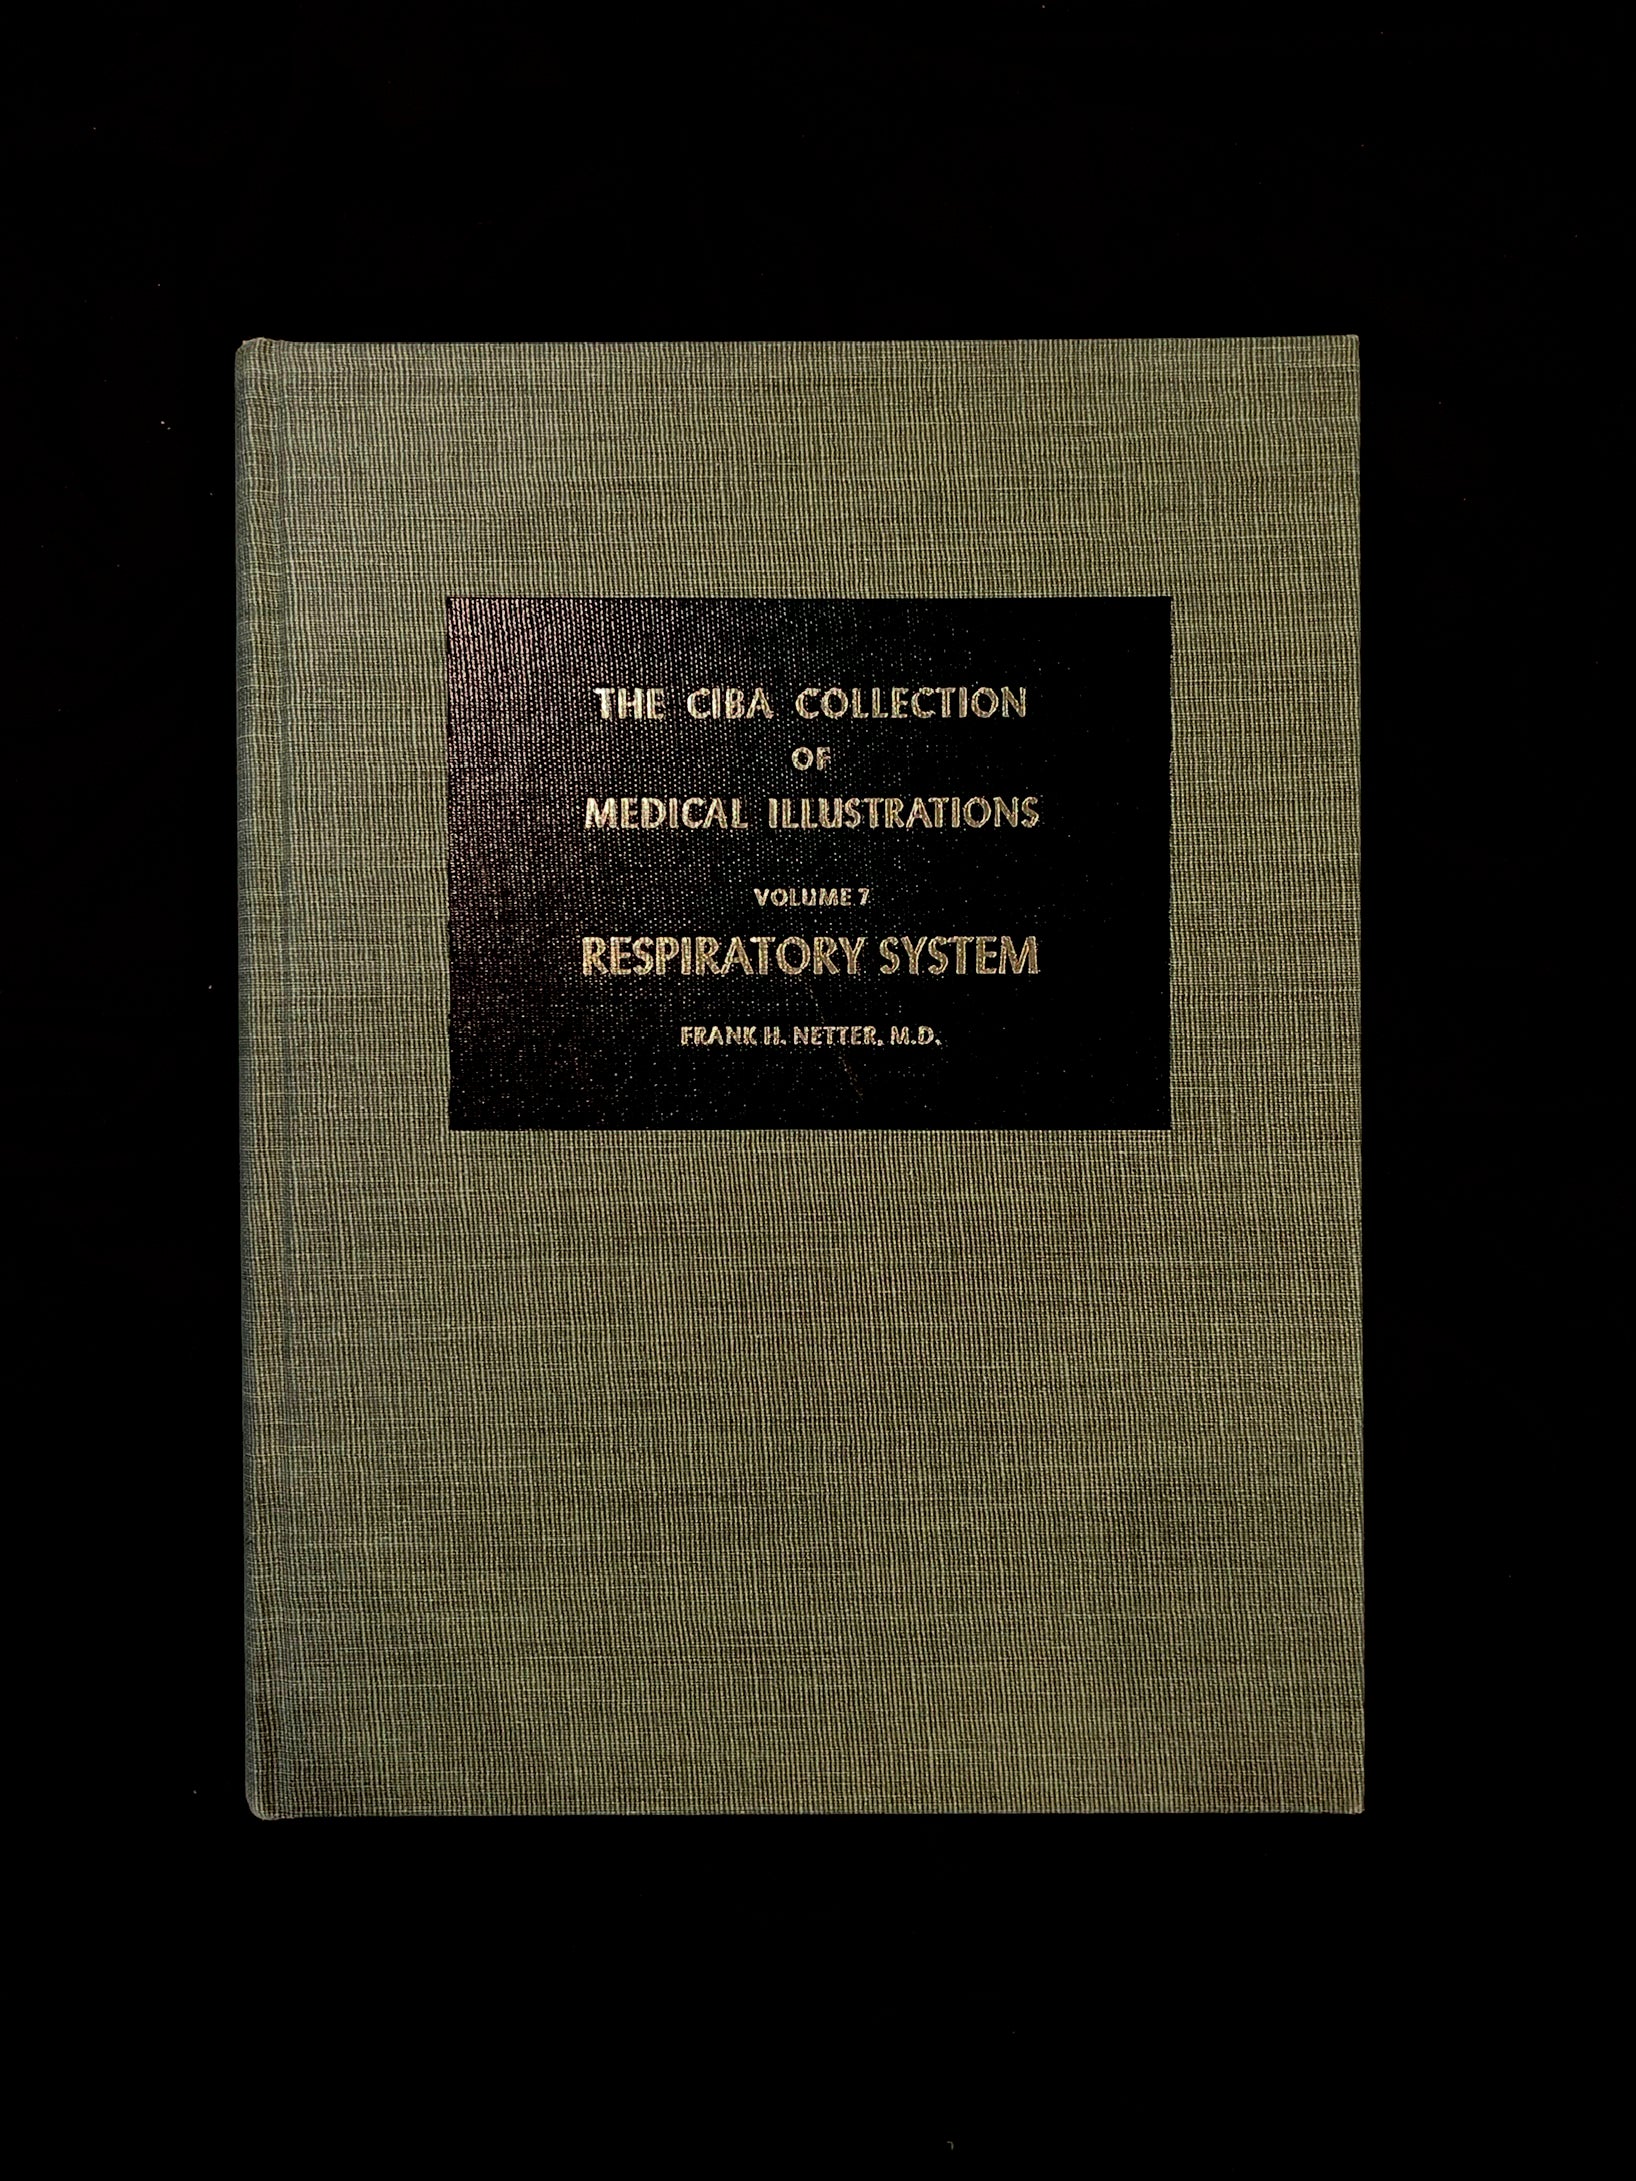 THE CIBA COLLECTION
OF
MEDICAL ILLUSTRATIONS
VOLUME 7
RESPIRATORY SYSTEM
FRANK H. NETTER, M.D.